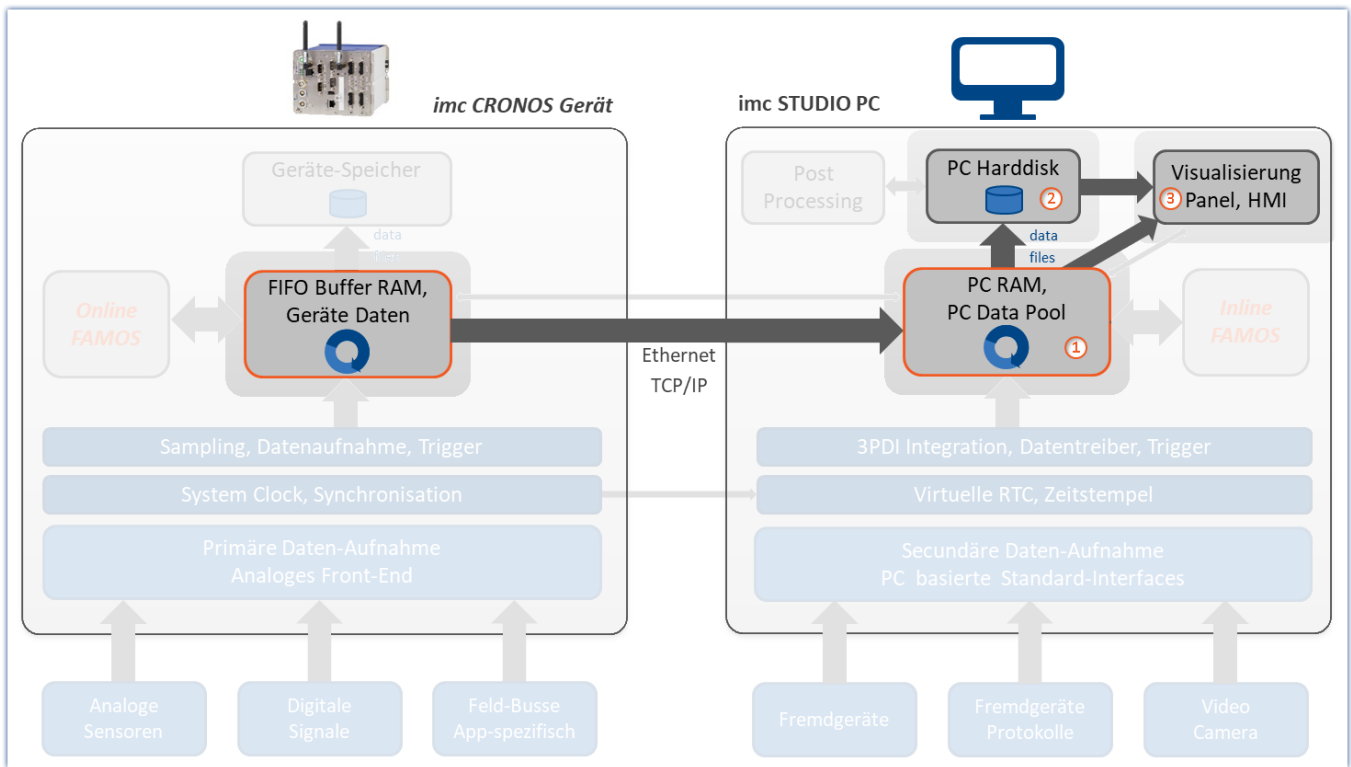 imc CRONOS Gerät
imc STUDIO PC
Geräte-Speicher
data
files
Online
FAMOS
FIFO Buffer RAM,
Geräte Daten
Ethernet
TCP/IP
Sampling, Datenaufnahme, Trigger
System Clock, Synchronisation
Primäre Daten-Aufnahme
Analoges Front-End
Analoge
Sensoren
Digitale
Signale
Feld-Busse
App-spezifisch
Post
Processing
PC Harddisk
2
Visualisierung
3 Panel, HMI
data
files
PC RAM,
PC Data Pool
1
Inline
FAMOS
3PDI Integration, Datentreiber, Trigger
Virtuelle RTC, Zeitstempel
Secundäre Daten-Aufnahme
PC basierte Standard-Interfaces
Fremdgeräte
Fremdgeräte
Protokolle
Video
Camera